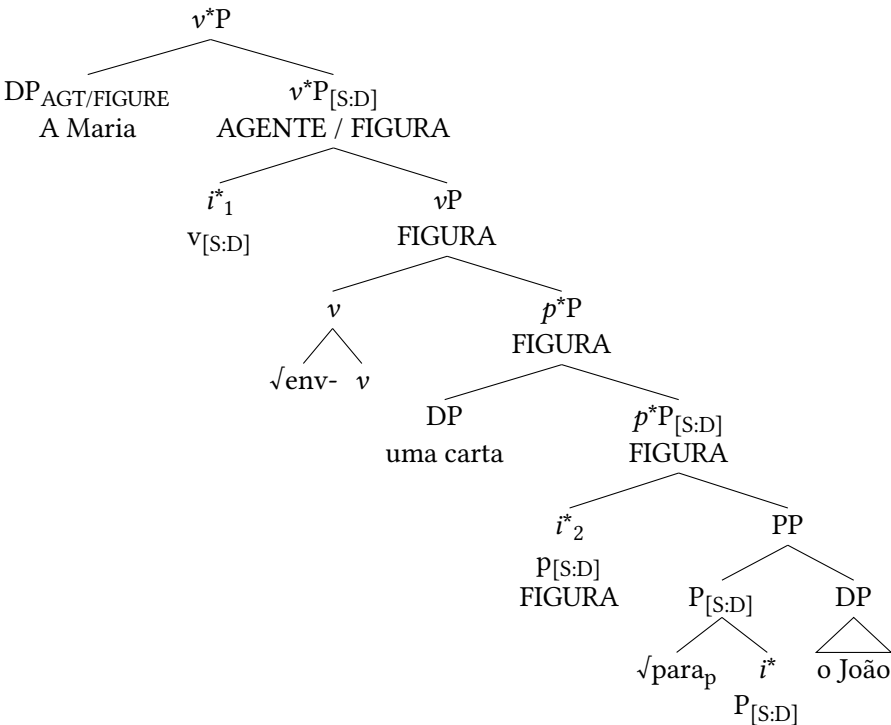 v*P
DP_AGT/FIGURE v*P_[S:D]
A Maria AGENTE / FIGURA
i*_1 vP
v_[S:D] FIGURA
v p*P
FIGURA
√env- v
DP p*P_[S:D]
uma carta FIGURA
i*_2 PP
p_[S:D]
FIGURA P_[S:D] DP
√para_p i* o João
P_[S:D]